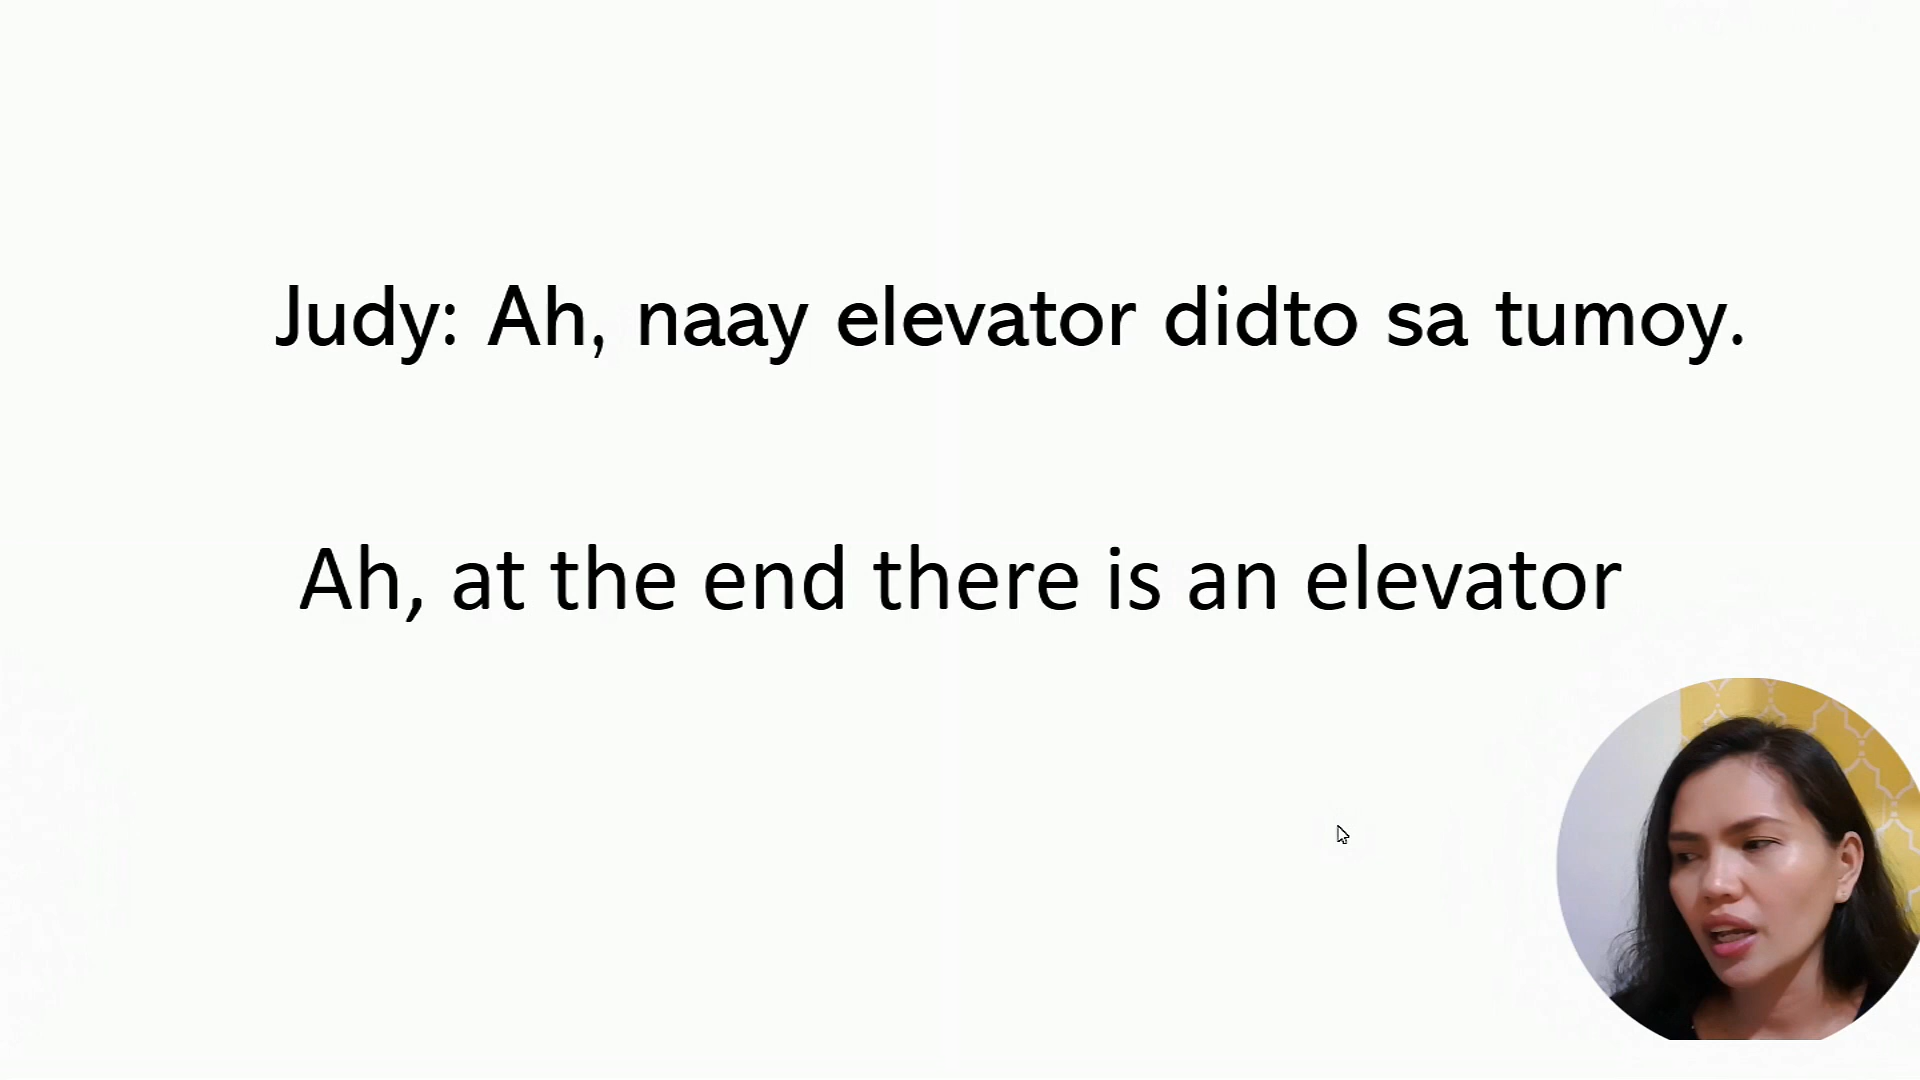 Judy: Ah, naay elevator didto sa tumoy.
Ah, at the end there is an elevator